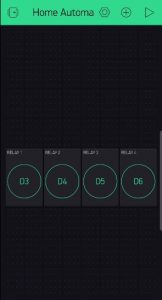 Home Automa
RELAY 1 RELAY 2 RELAY 3 RELAY 4
D3 D4 D5 D6